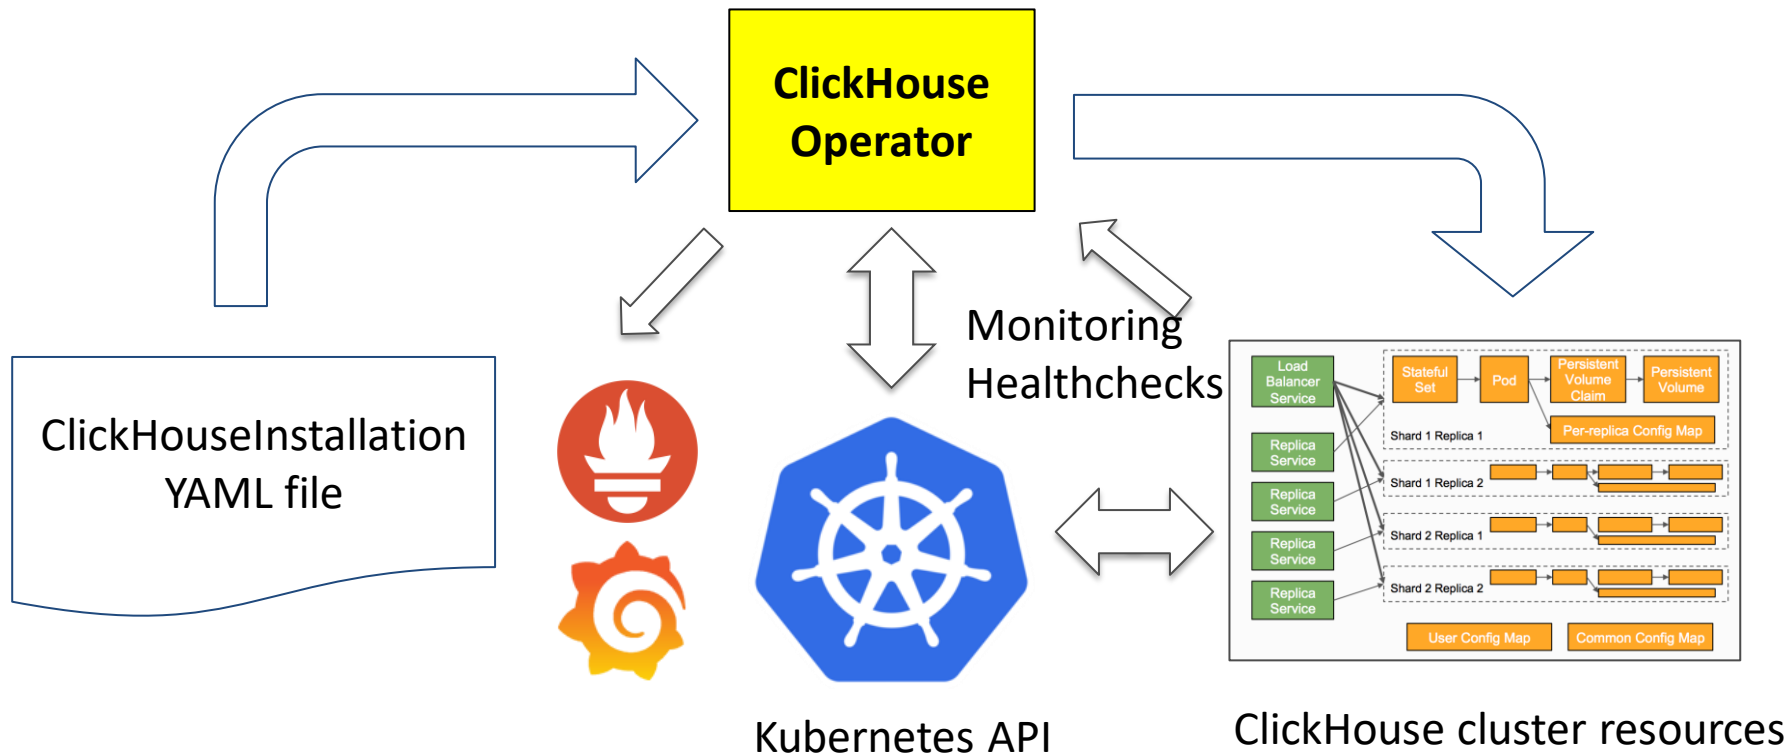 ClickHouse
Operator
Monitoring
Healthchecks
ClickHouseInstallation
YAML file
Load
Balancer
Service
Replica
Service
Replica
Service
Replica
Service
Replica
Service
Stateful
Set
Pod
Persistent
Volume
Claim
Persistent
Volume
Per-replica Config Map
Shard 1 Replica 1
Shard 1 Replica 2
Shard 2 Replica 1
Shard 2 Replica 2
User Config Map
Common Config Map
Kubernetes API
ClickHouse cluster resources